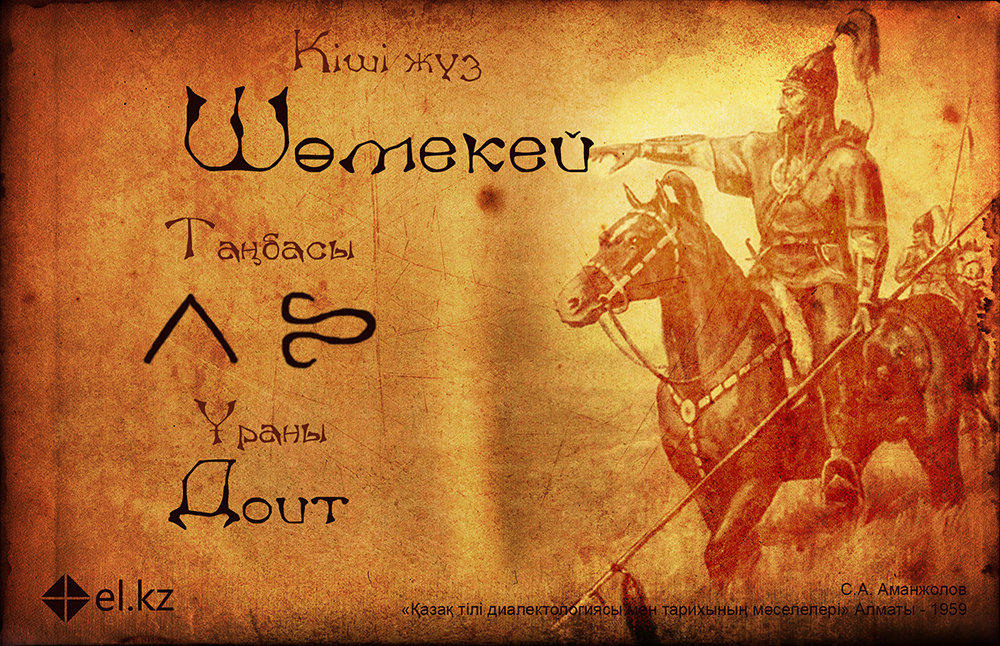 Кіші жүз
Шөмекей
Таңбасы
Ұраны
Доит
el.kz
С.А. Аманжолов
«Қазақ тілі диалектологиясы мен тарихының мәселелері» Алматы - 1959